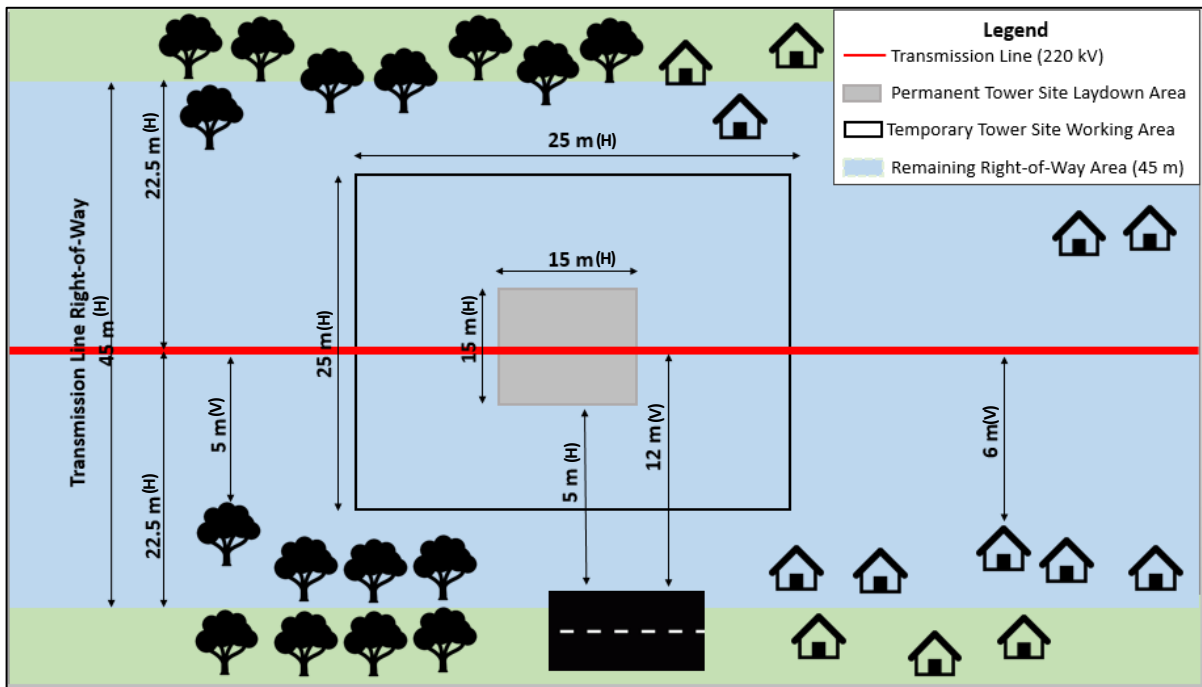 Legend
Transmission Line (220 kV)
Permanent Tower Site Laydown Area
Temporary Tower Site Working Area
Remaining Right-of-Way Area (45 m)
Transmission Line Right-of-Way
45 m (H)
22.5 m (H)
22.5 m (H)
5 m (V)
25 m (H)
25 m (H)
15 m (H)
15 m (H)
5 m (H)
12 m (V)
6 m(V)